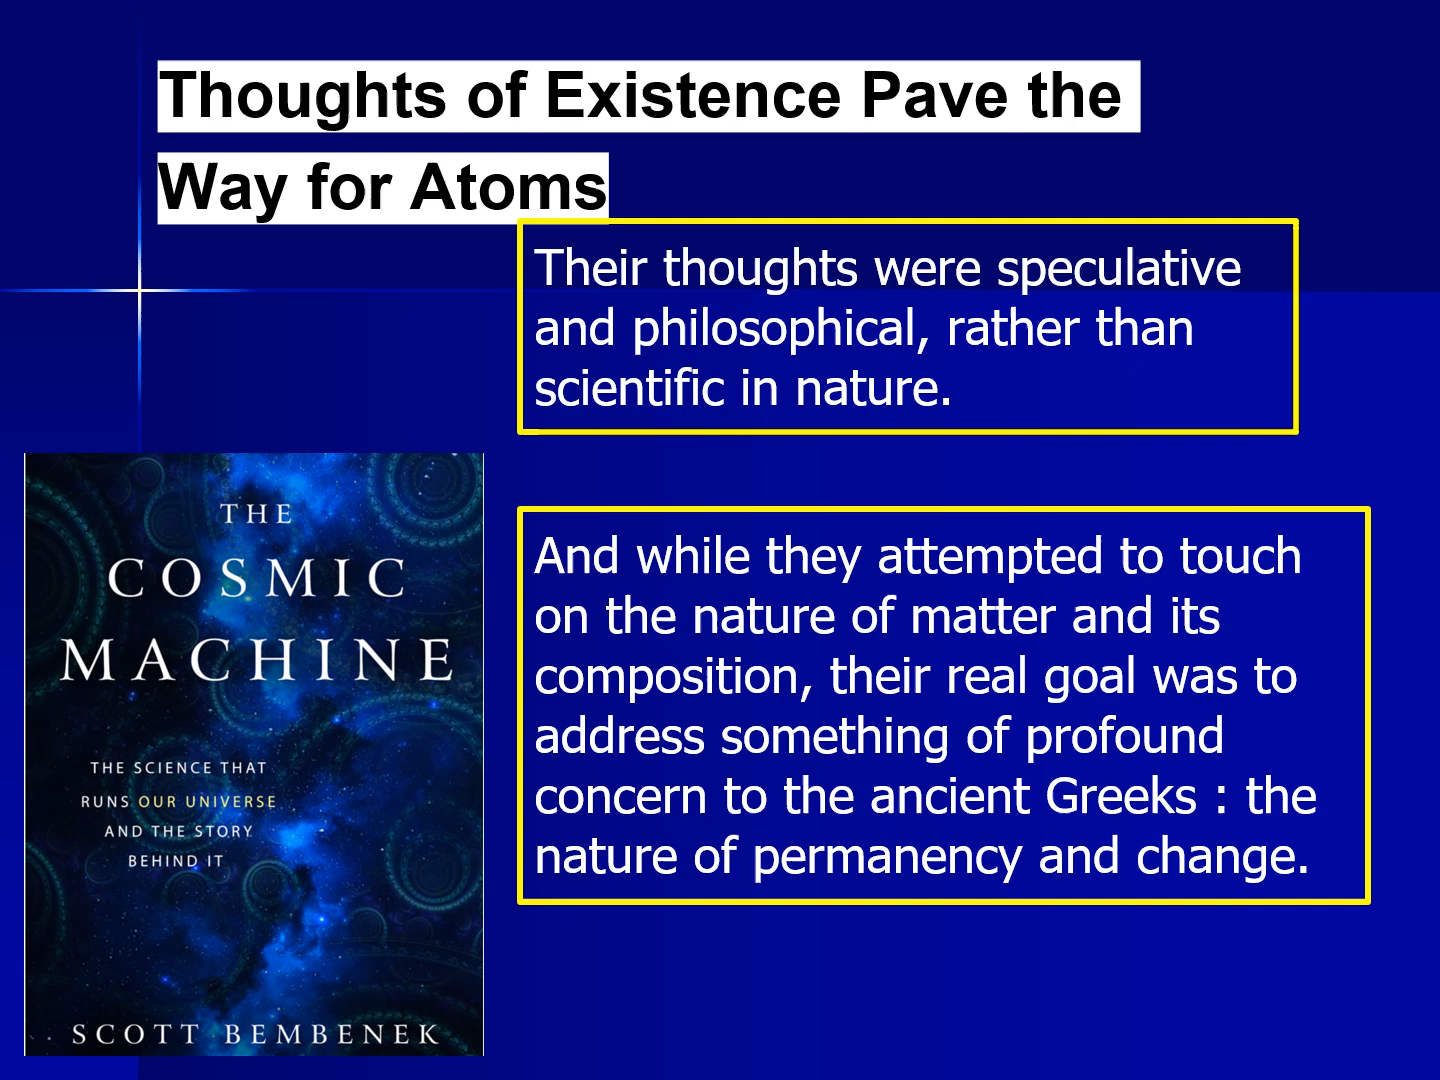 Thoughts of Existence Pave the
Way for Atoms
Their thoughts were speculative
and philosophical, rather than
scientific in nature.
And while they attempted to touch
on the nature of matter and its
composition, their real goal was to
address something of profound
concern to the ancient Greeks : the
nature of permanency and change.
THE
COSMIC
MACHINE
THE SCIENCE THAT
RUNS OUR UNIVERSE
AND THE STORY
BEHIND IT
SCOTT BEMBENEK